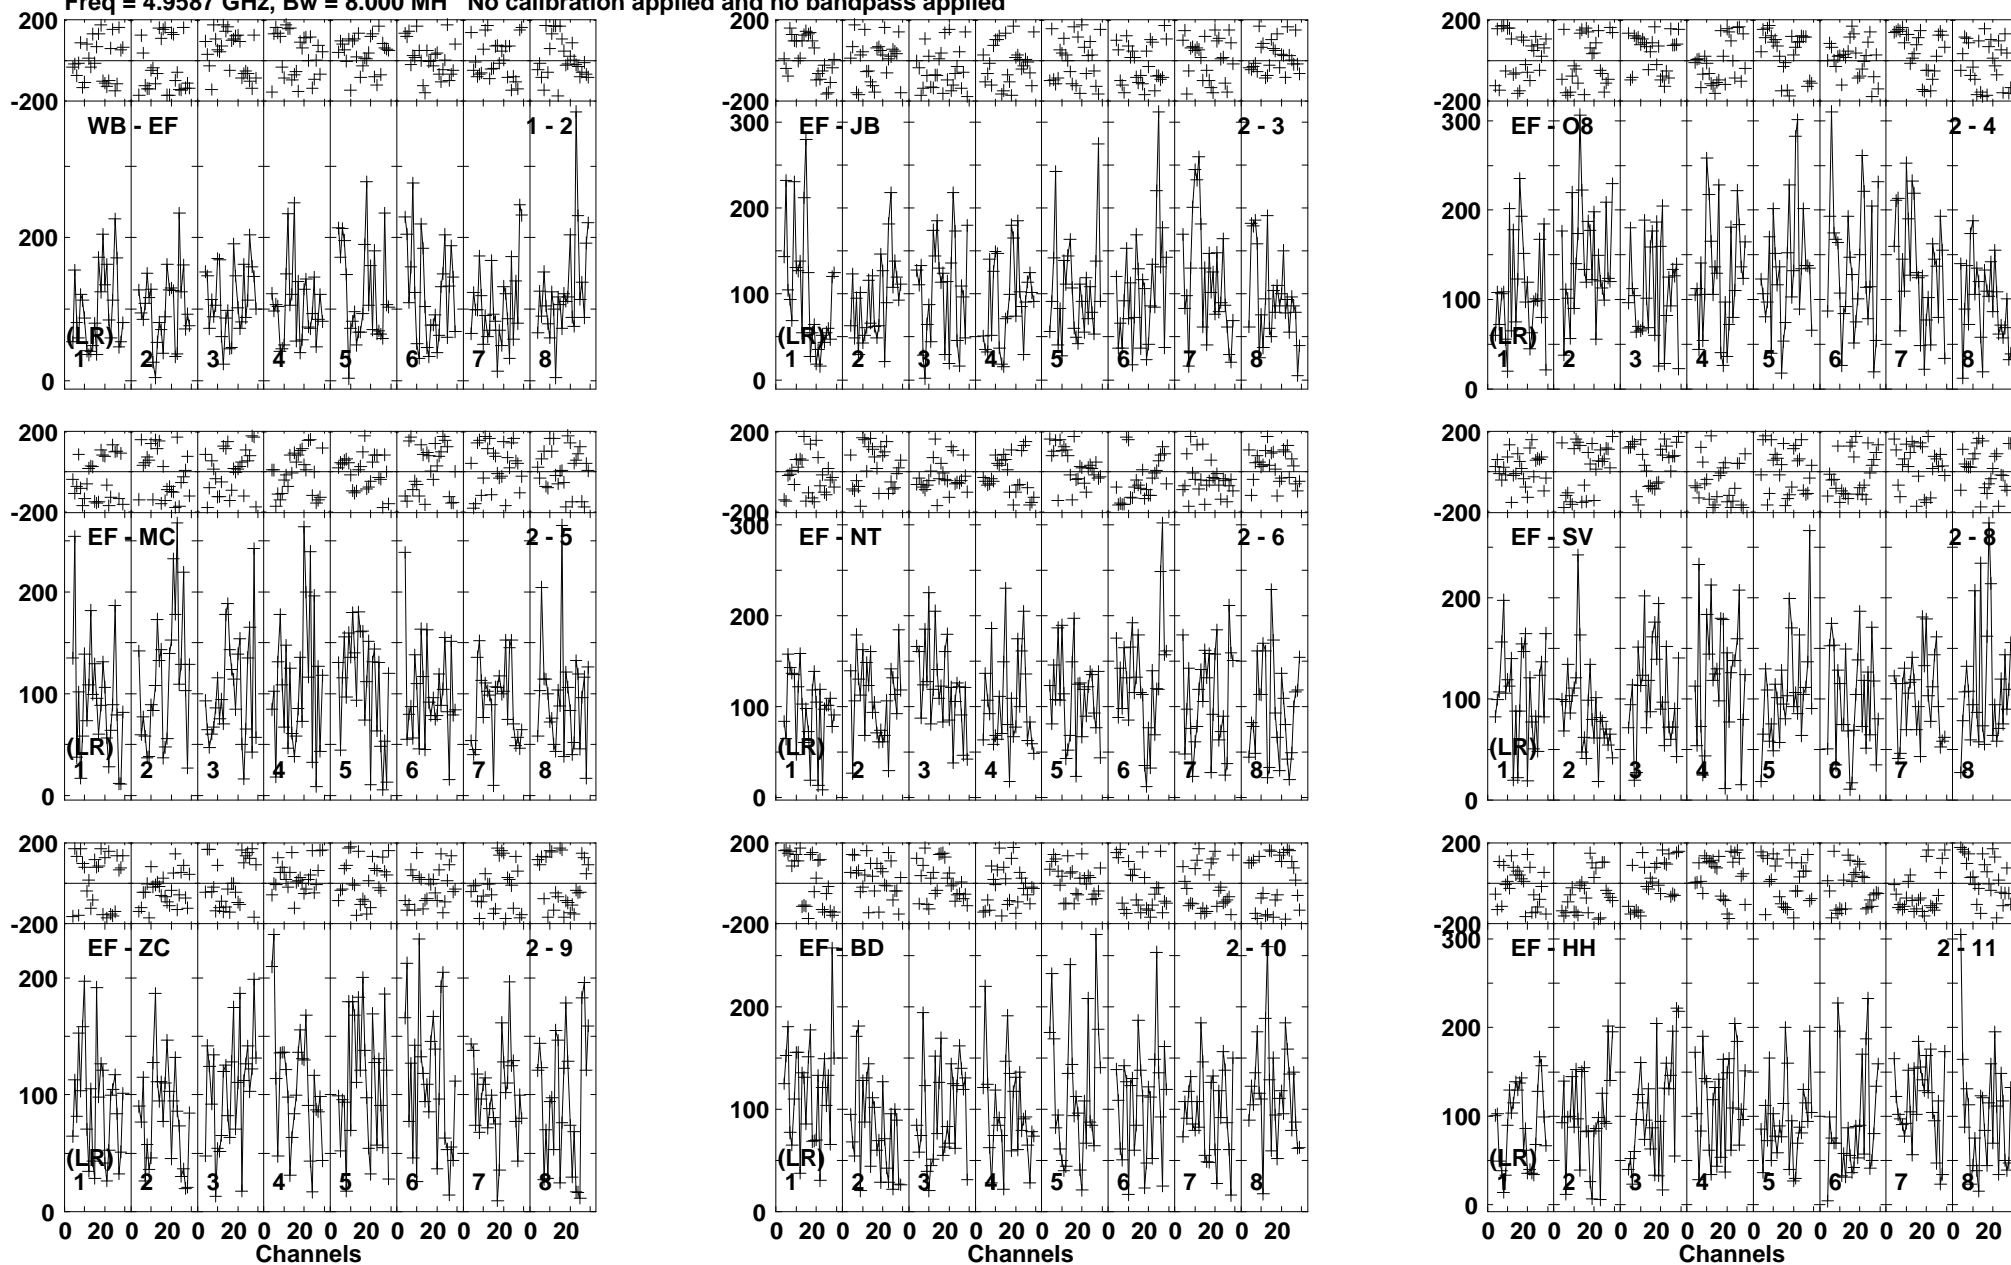 Freq = 4.9587 GHz, Bw = 8.000 MH No calibration applied and no bandpass applied
200 200 200
-200 -200 -200
WB - EF 1 - 2 EF - JB 2 - 3 EF - O8 2 - 4
300 300
200 200 200
100 100
(LR) (LR) (LR)
1 2 3 4 5 6 7 8 1 2 3 4 5 6 7 8 1 2 3 4 5 6 7 8
0 0 0
200 200 200
-200 -200 -200
300
EF - MC 2 - 5 EF - NT 2 - 6 EF - SV 2 - 8
200 200 200
100 100 100
(LR) (LR) (LR)
1 2 3 4 5 6 7 8 1 2 3 4 5 6 7 8 1 2 3 4 5 6 7 8
0 0 0
200 200 200
-200 -200 -200
300
EF - ZC 2 - 9 EF - BD 2 - 10 EF - HH 2 - 11
200 200 200
100 100 100
(LR) (LR) (LR)
1 2 3 4 5 6 7 8 1 2 3 4 5 6 7 8 1 2 3 4 5 6 7 8
0 0 0
0 20 0 20 0 20 0 20 0 20 0 20 0 20 0 20 0 20 0 20 0 20 0 20 0 20 0 20 0 20 0 20 0 20 0 20 0 20 0 20 0 20 0 20 0 20 0 20
Channels Channels Channels